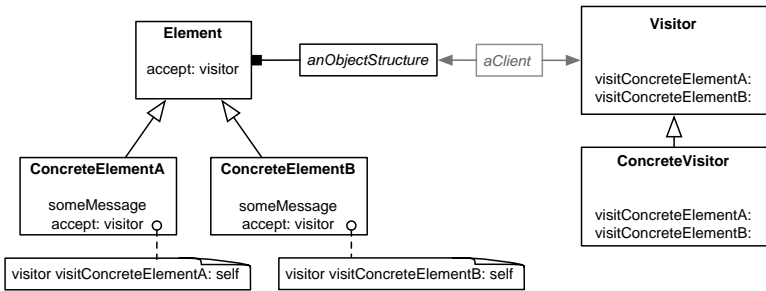 Element
accept: visitor
anObjectStructure
aClient
Visitor
visitConcreteElementA:
visitConcreteElementB:
ConcreteElementA
someMessage
accept: visitor
ConcreteElementB
someMessage
accept: visitor
ConcreteVisitor
visitConcreteElementA:
visitConcreteElementB:
visitor visitConcreteElementA: self
visitor visitConcreteElementB: self